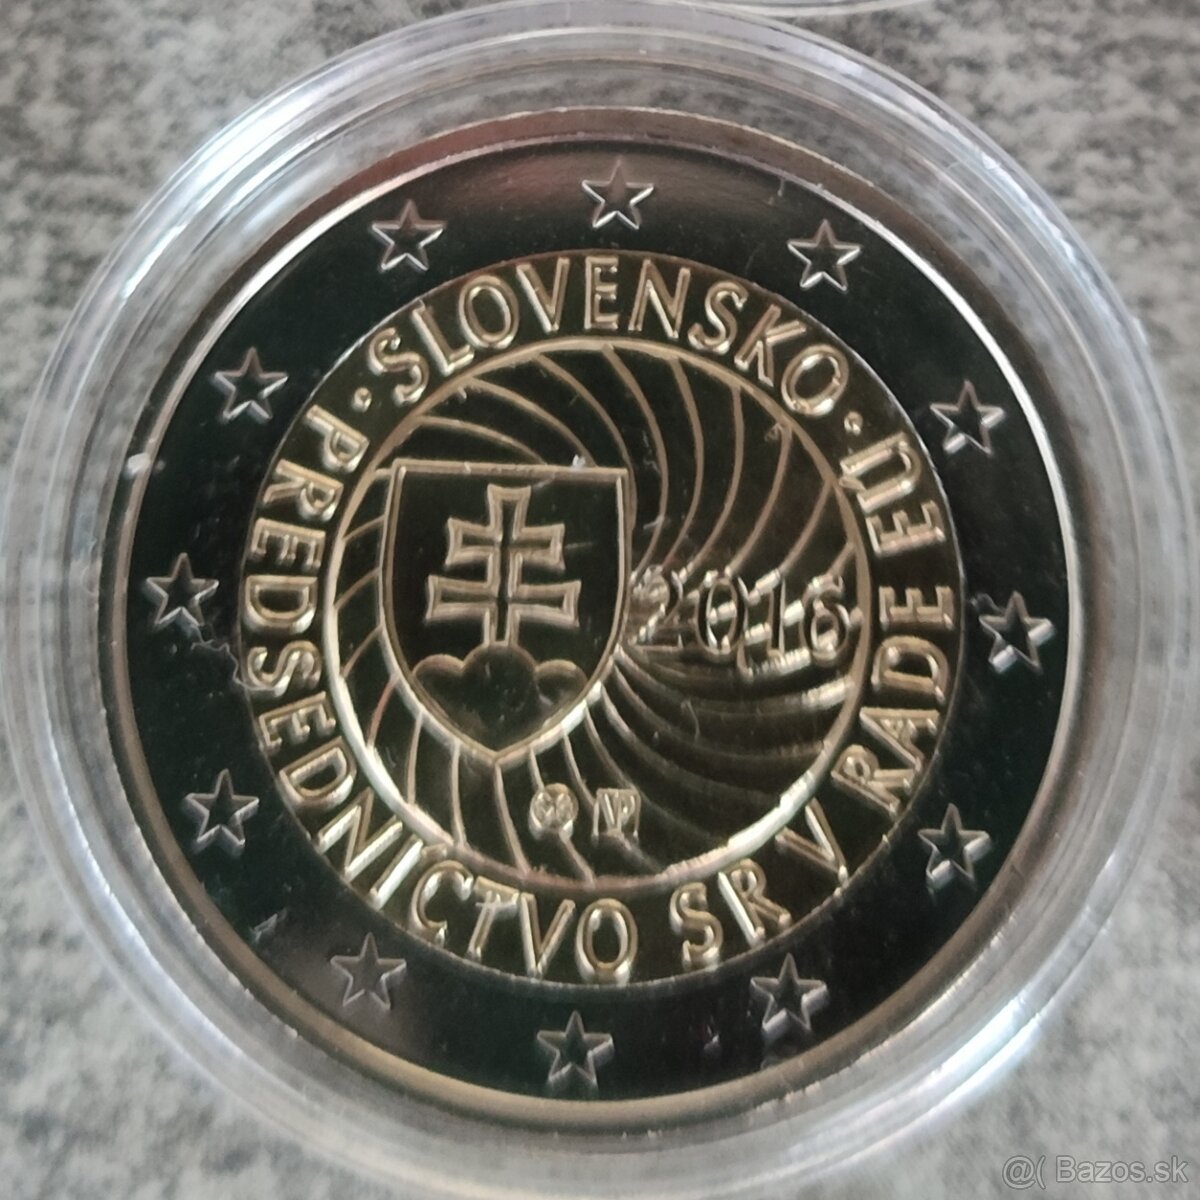 · SLOVENSKO ·
PREDSEDNÍCTVO SR V RADE EÚ
2016
@( Bazos.sk